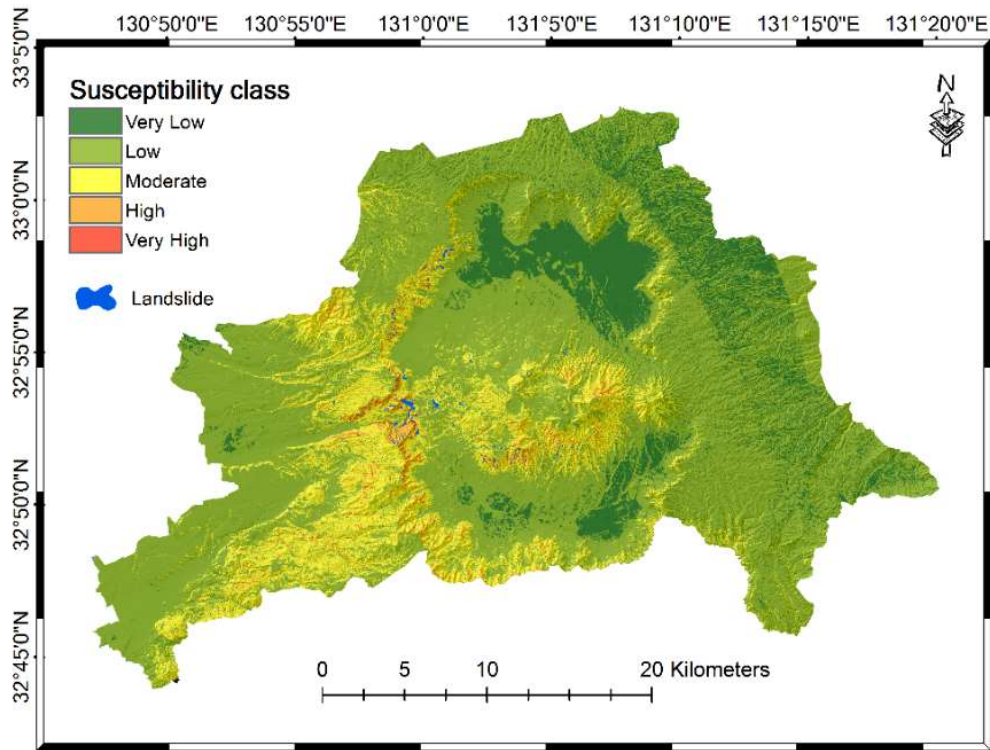 130°50'0"E 130°55'0"E 131°0'0"E 131°5'0"E 131°10'0"E 131°15'0"E 131°20'0"E
33°5'0"N
33°0'0"N
32°55'0"N
32°50'0"N
32°45'0"N
Susceptibility class
Very Low
Low
Moderate
High
Very High
Landslide
N
0 5 10 20 Kilometers